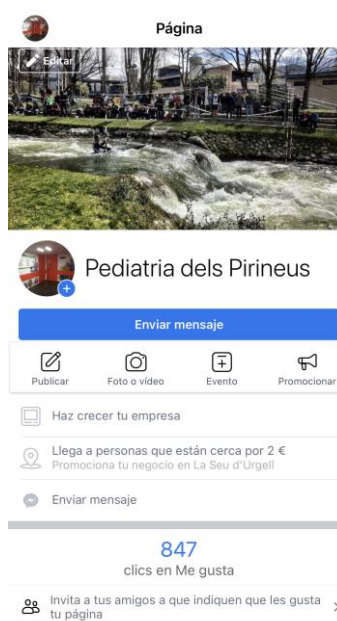 Página
Editar
Pediatria dels Pirineus
Enviar mensaje
Publicar
Foto o vídeo
Evento
Promocionar
Haz crecer tu empresa
Llega a personas que están cerca por 2 €
Promociona tu negocio en La Seu d'Urgell
Enviar mensaje
847
clics en Me gusta
Invita a tus amigos a que indiquen que les gusta
tu página